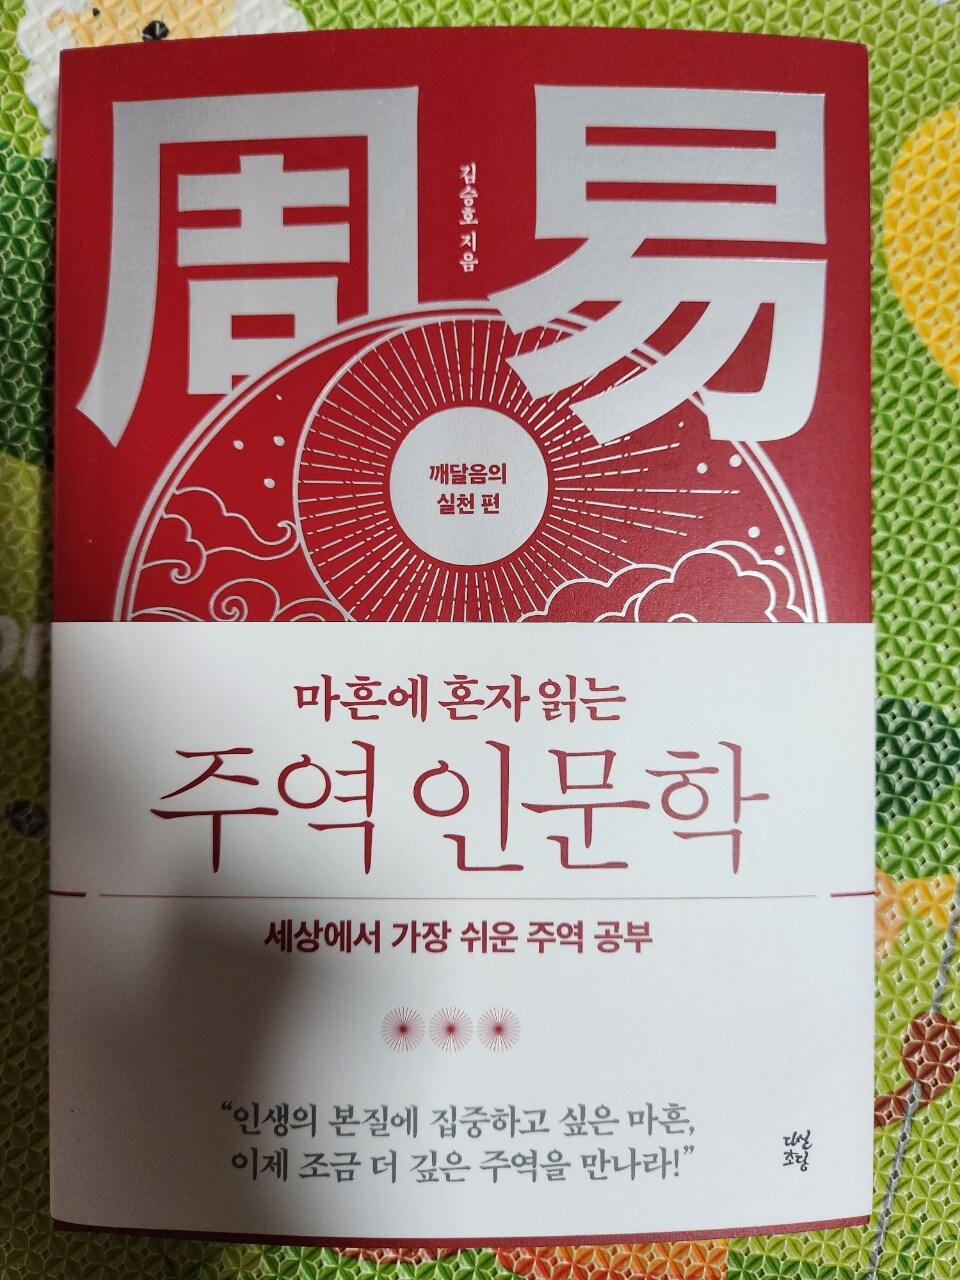 周易
김승호 지음
깨달음의
실천 편
마흔에 혼자 읽는
주역 인문학
세상에서 가장 쉬운 주역 공부
“인생의 본질에 집중하고 싶은 마흔,
이제 조금 더 깊은 주역을 만나라!”
다실
초당